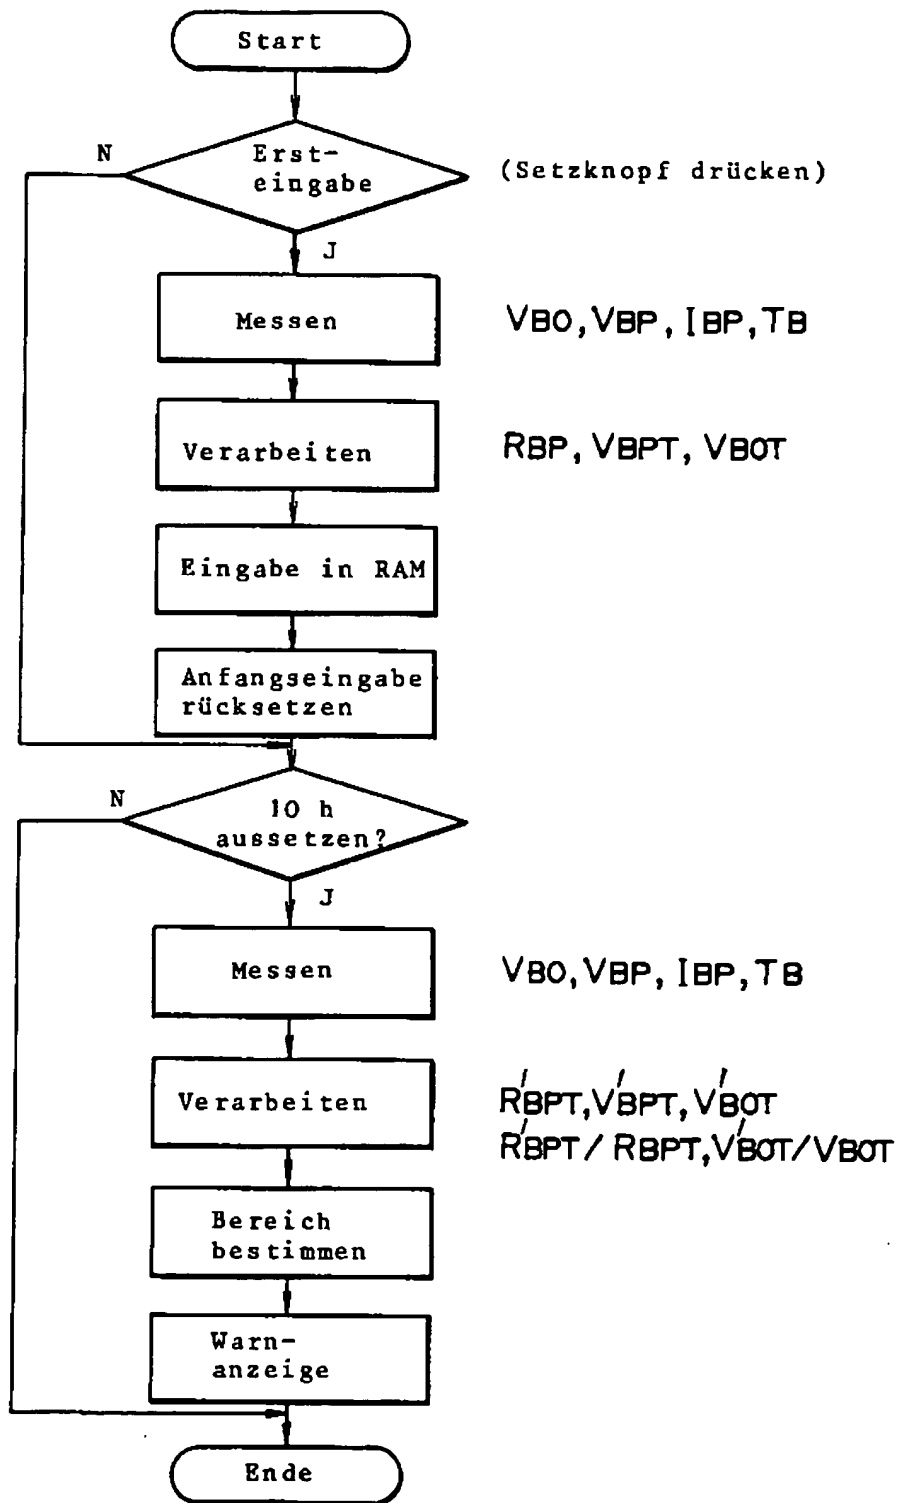 Start
N
Erst-
eingabe
(Setzknopf drücken)
J
Messen
VBO, VBP, IBP, TB
Verarbeiten
RBP, VBPT, VBOT
Eingabe in RAM
Anfangseingabe
rücksetzen
N
10 h
aussetzen?
J
Messen
VBO, VBP, IBP, TB
Verarbeiten
R'BPT, V'BPT, V'BOT
R'BPT / RBPT, V'BOT / VBOT
Bereich
bestimmen
Warn-
anzeige
Ende